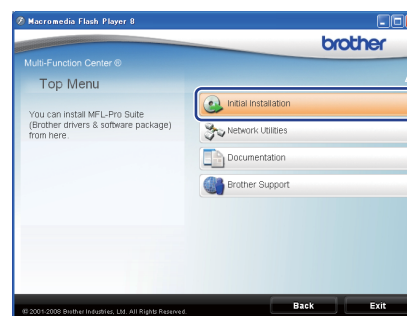 Macromedia Flash Player 8
brother
Multi-Function Center ®
Top Menu
You can install MFL-Pro Suite
(Brother drivers & software package)
from here.
Initial Installation
Network Utilities
Documentation
Brother Support
© 2001-2008 Brother Industries, Ltd. All Rights Reserved.
Back
Exit